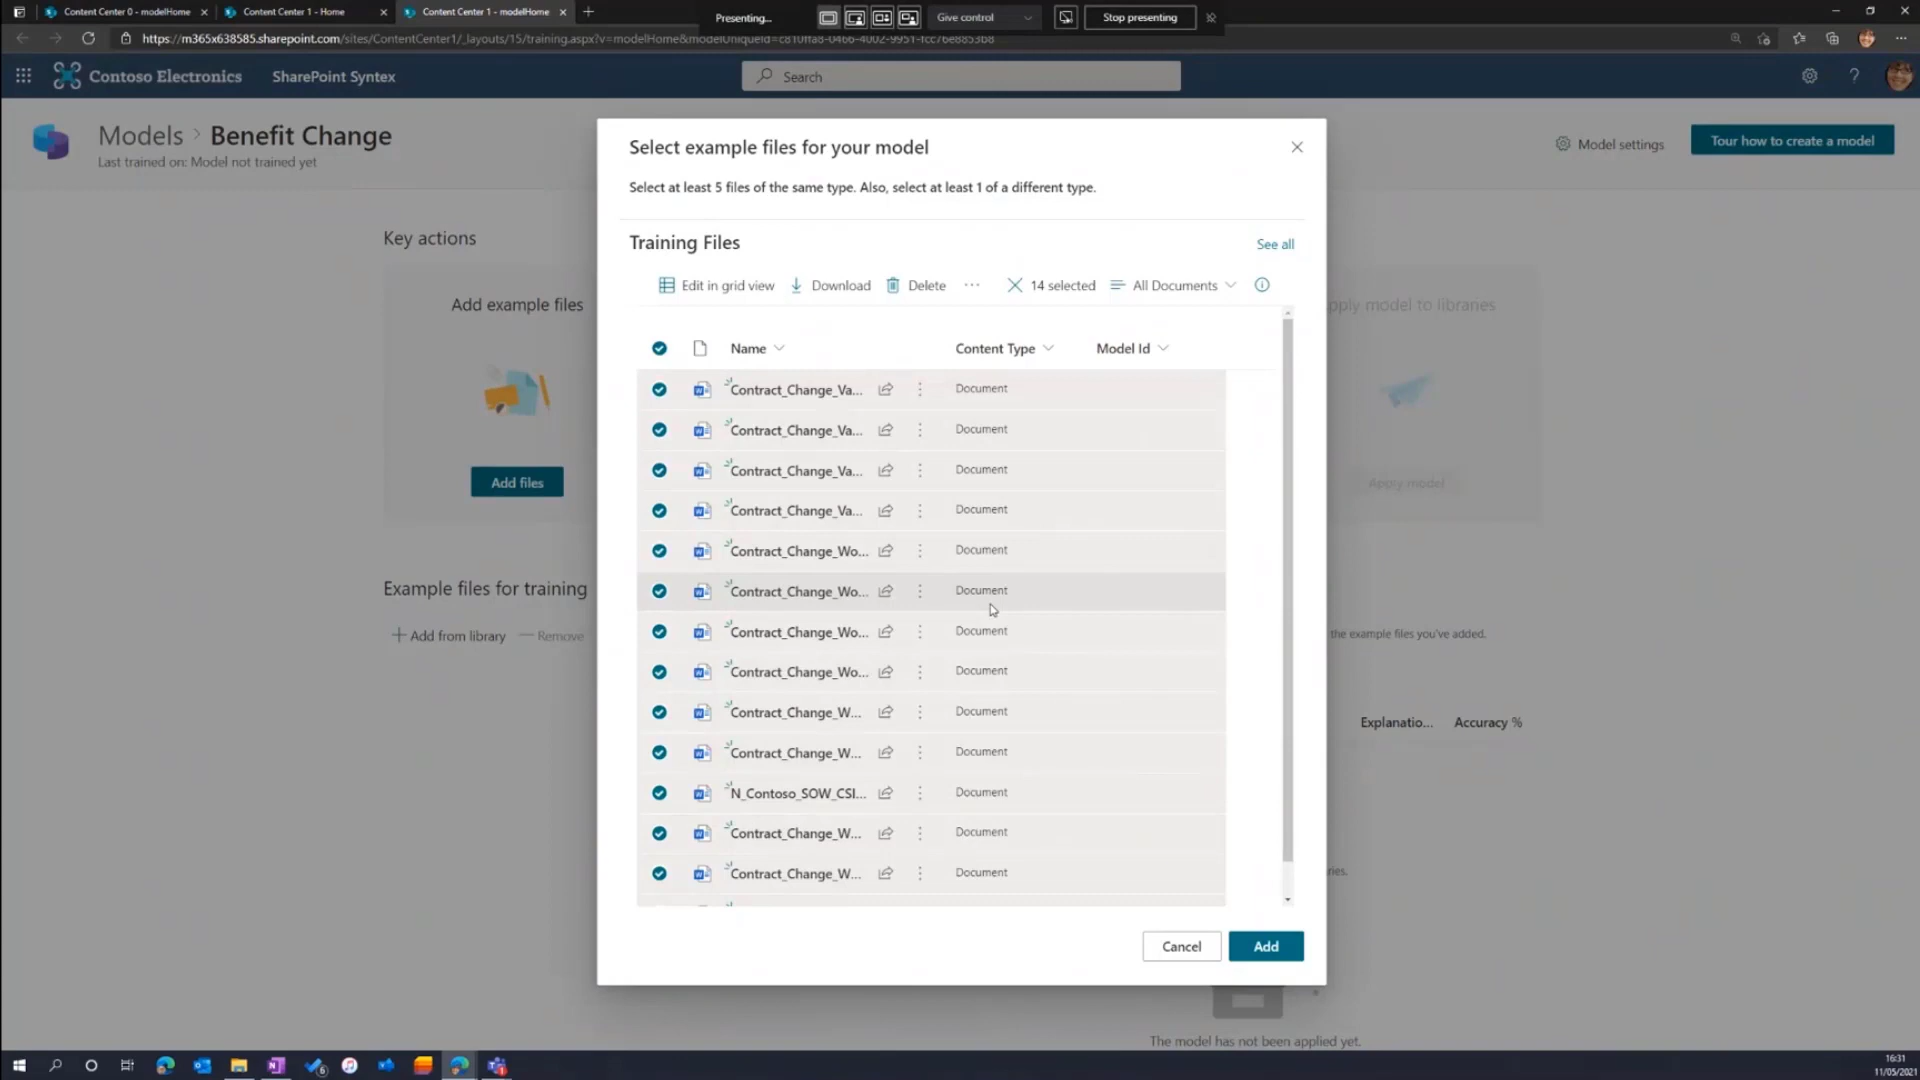 Content Center 0 - modelHome
Content Center 1 - Home
Content Center 1 - modelHome
Presenting...
Give control
Stop presenting
https://m365x638585.sharepoint.com/sites/ContentCenter1/_layouts/15/training.aspx?v=modelHome&modelUniqueId=c810ffa8-0466-4002-9951-fcc76e8853b8
Contoso Electronics
SharePoint Syntex
Search
Models > Benefit Change
Last trained on: Model not trained yet
Model settings
Tour how to create a model
Select example files for your model
Select at least 5 files of the same type. Also, select at least 1 of a different type.
Key actions
Training Files
See all
Edit in grid view
Download
Delete
14 selected
All Documents
Add example files
pply model to libraries
Name
Content Type
Model Id
Contract_Change_Va... Document
Contract_Change_Va... Document
Contract_Change_Va... Document
Add files
Apply model
Contract_Change_Va... Document
Contract_Change_Wo... Document
Example files for training
Contract_Change_Wo... Document
Add from library
Remove
Contract_Change_Wo... Document
the example files you've added.
Contract_Change_Wo... Document
Contract_Change_W... Document
Explanatio...
Accuracy %
Contract_Change_W... Document
N_Contoso_SOW_CSI... Document
Contract_Change_W... Document
Contract_Change_W... Document
ries.
Cancel
Add
The model has not been applied yet.
16:31
11/05/2021